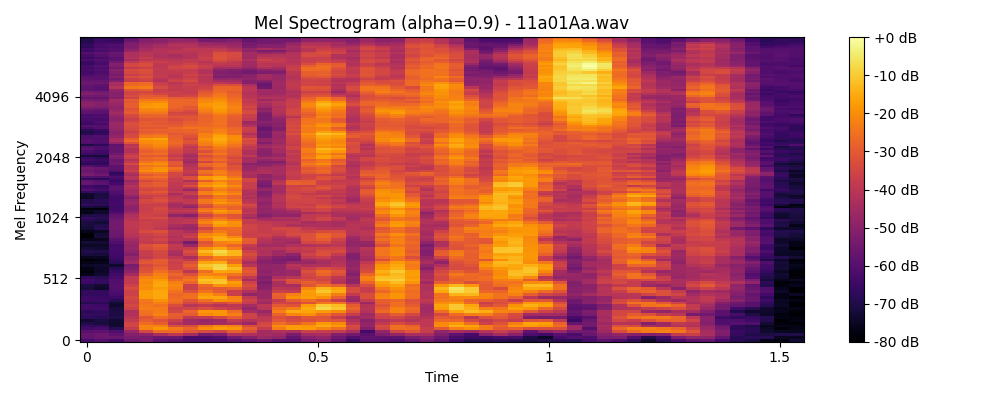 Mel Spectrogram (alpha=0.9) - 11a01Aa.wav
+0 dB
-10 dB
4096
-20 dB
2048
-30 dB
-40 dB
1024
-50 dB
512
-60 dB
-70 dB
0
-80 dB
Mel Frequency
0
0.5
1
1.5
Time